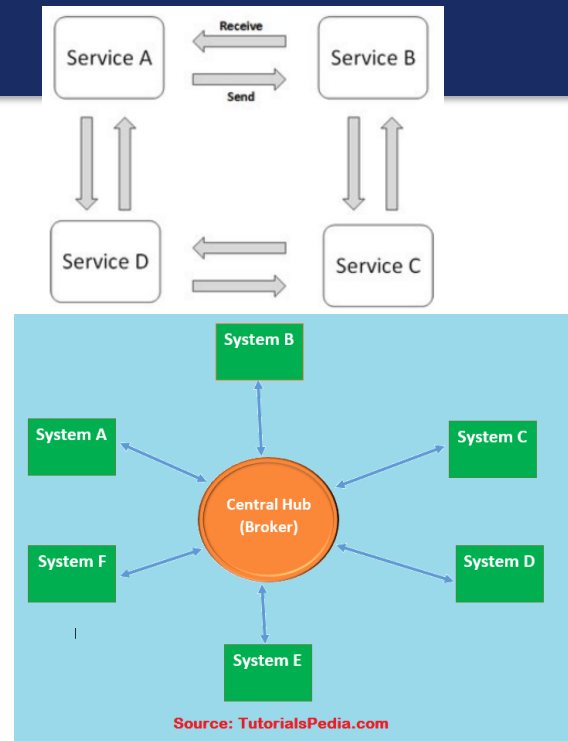 Receive
Service A
Service B
Send
Service D
Service C
System B
System A
System C
Central Hub
(Broker)
System F
System D
System E
Source: TutorialsPedia.com